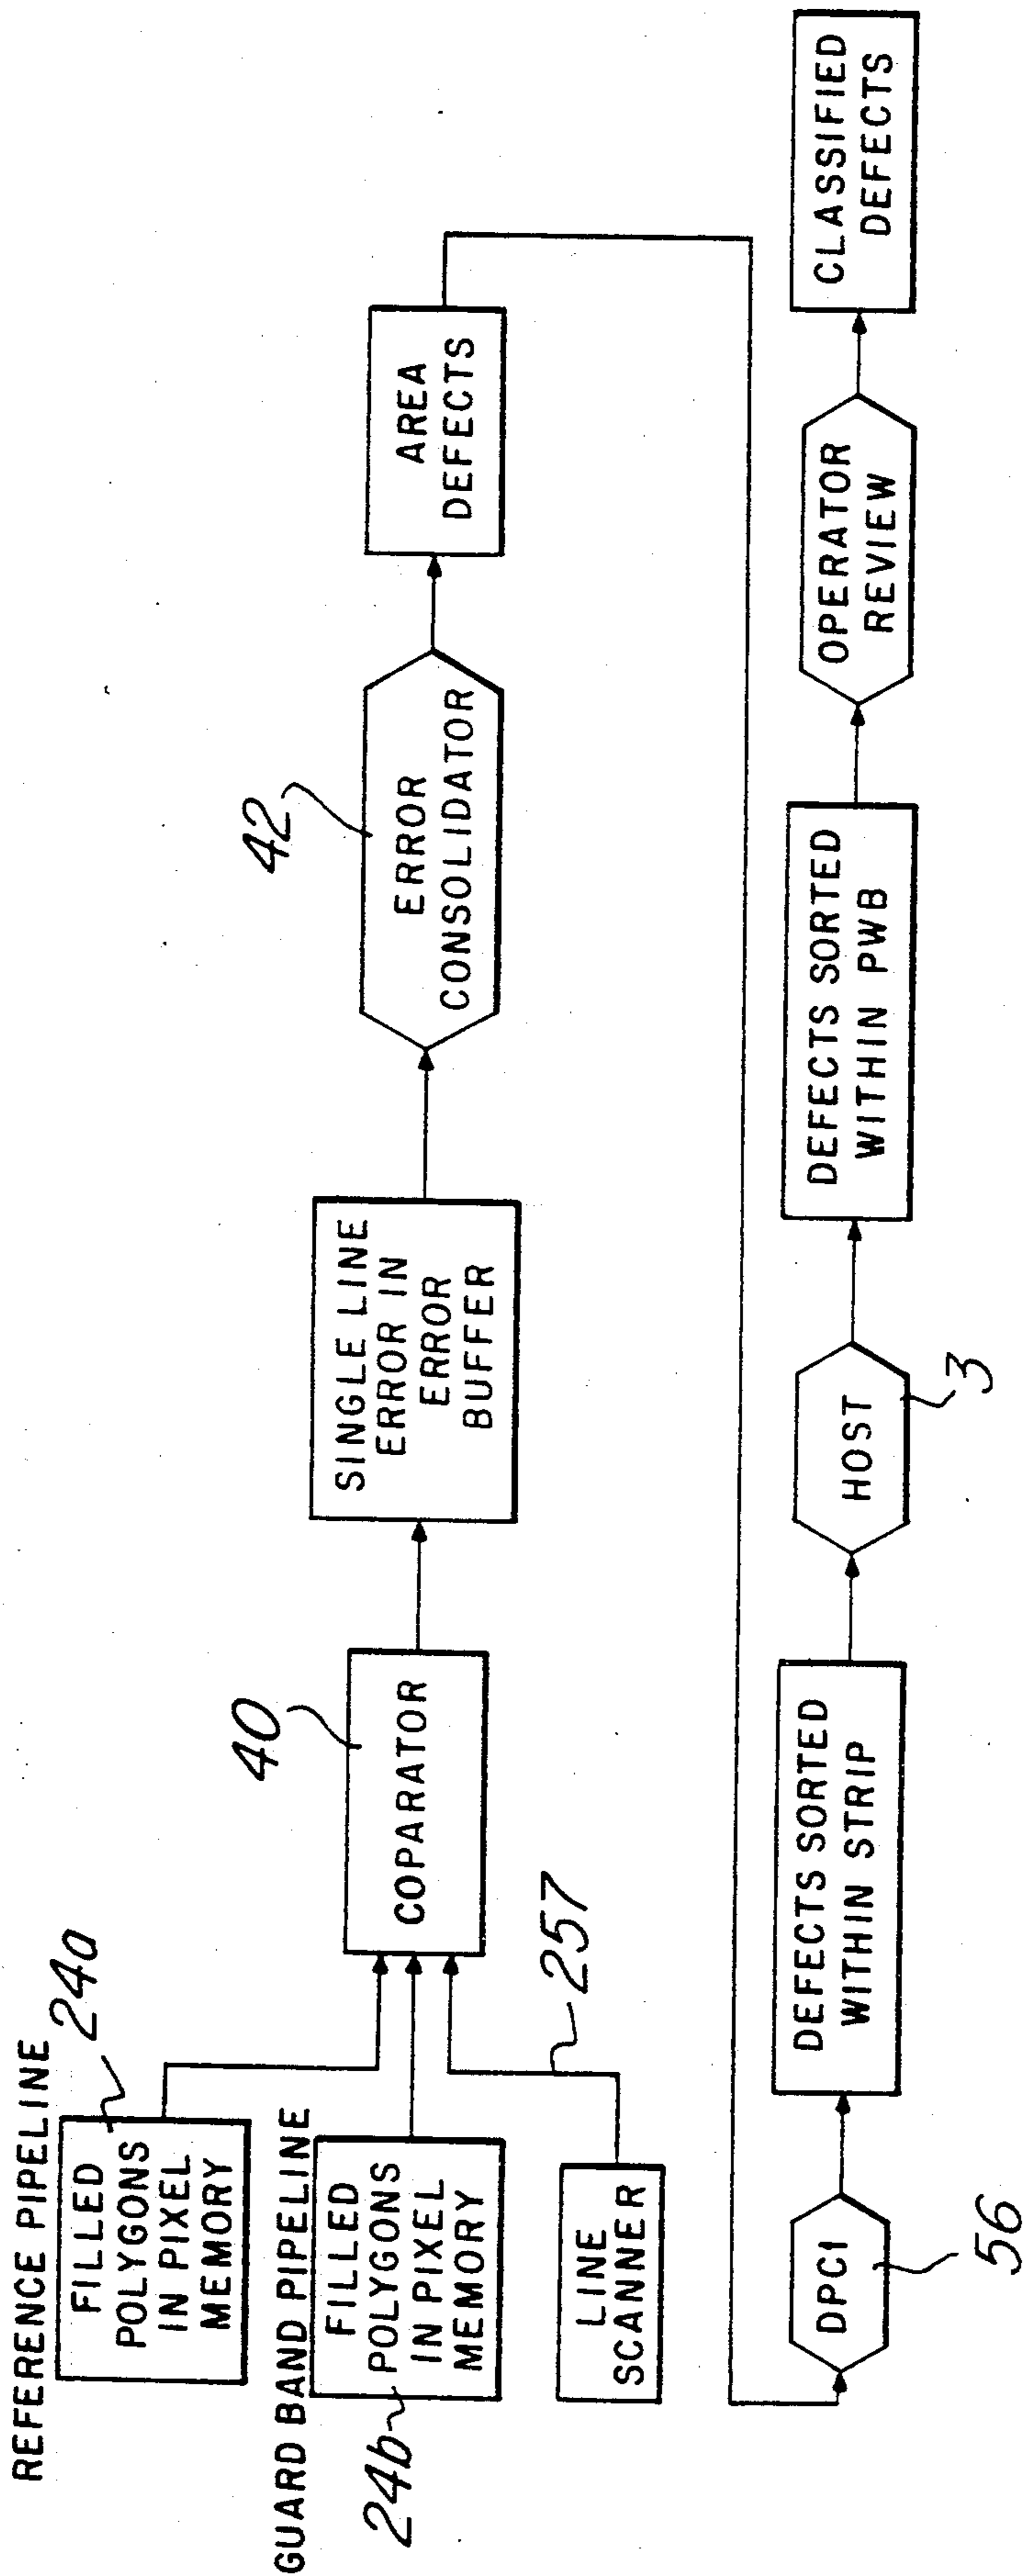 REFERENCE PIPELINE
24a
FILLED
POLYGONS
IN PIXEL
MEMORY
GUARD BAND PIPELINE
24b
FILLED
POLYGONS
IN PIXEL
MEMORY
LINE
SCANNER
257
40
COPARATOR
SINGLE LINE
ERROR IN
ERROR
BUFFER
42
ERROR
CONSOLIDATOR
AREA
DEFECTS
DPC1
56
DEFECTS SORTED
WITHIN STRIP
HOST
3
DEFECTS SORTED
WITHIN PWB
OPERATOR
REVIEW
CLASSIFIED
DEFECTS